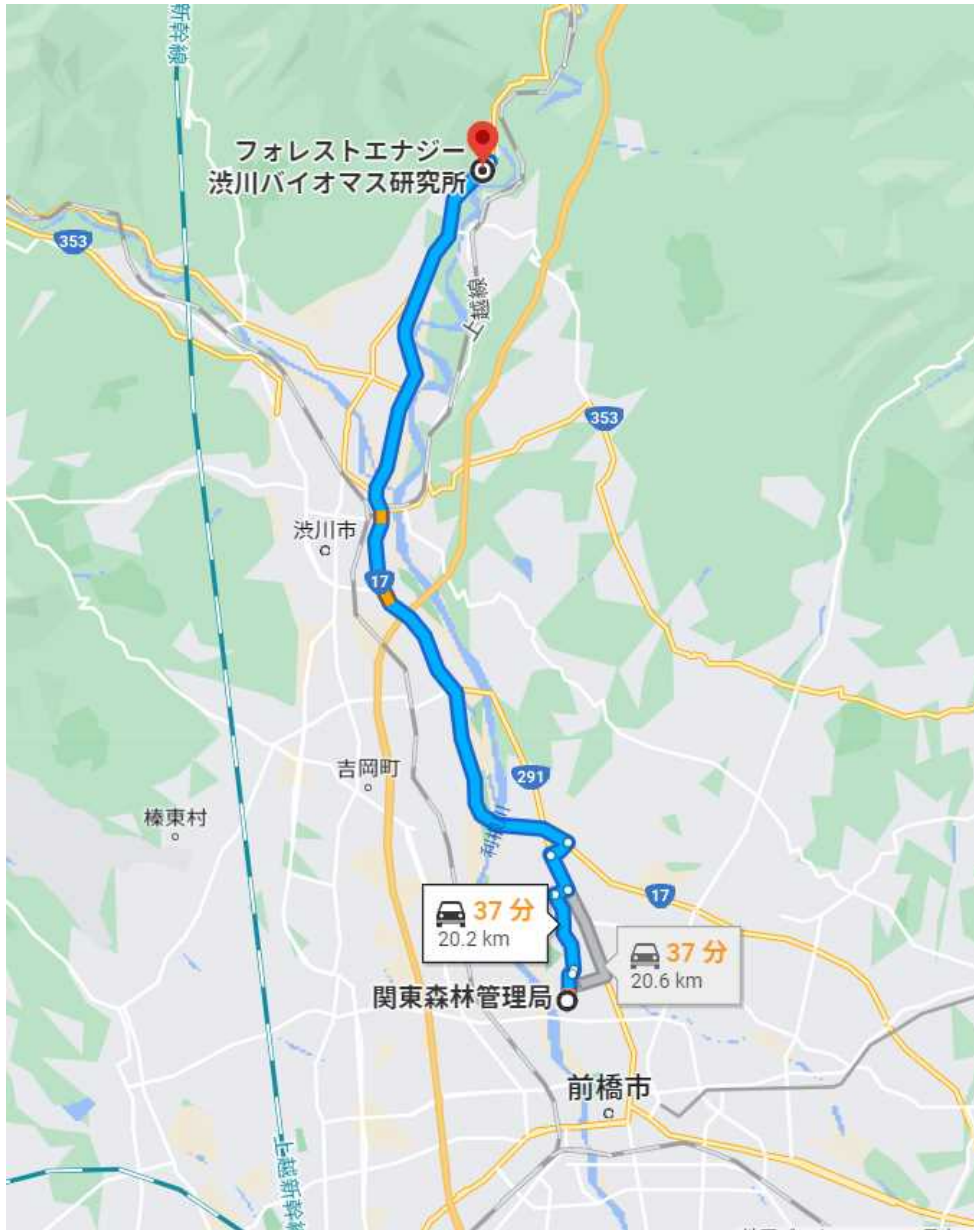 新幹線
フォレストエナジー
渋川バイオマス研究所
353
上越線
353
渋川市
17
吉岡町
291
榛東村
利根川
17
37 分
20.2 km
37 分
20.6 km
関東森林管理局
前橋市
上越新幹線